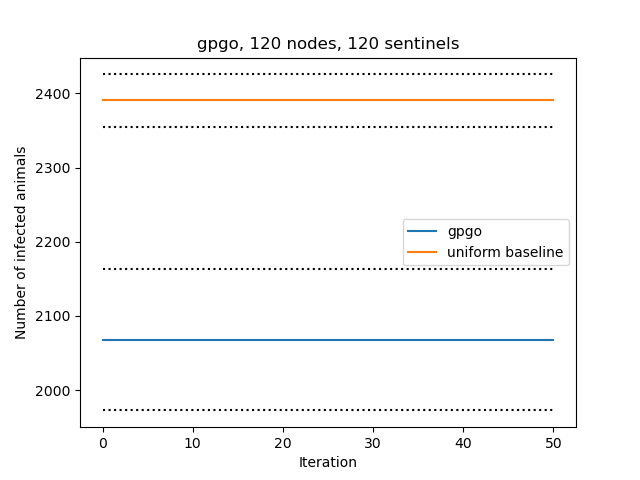 gpgo, 120 nodes, 120 sentinels
Number of infected animals
2400
2300
2200
2100
2000
gpgo
uniform baseline
0 10 20 30 40 50
Iteration